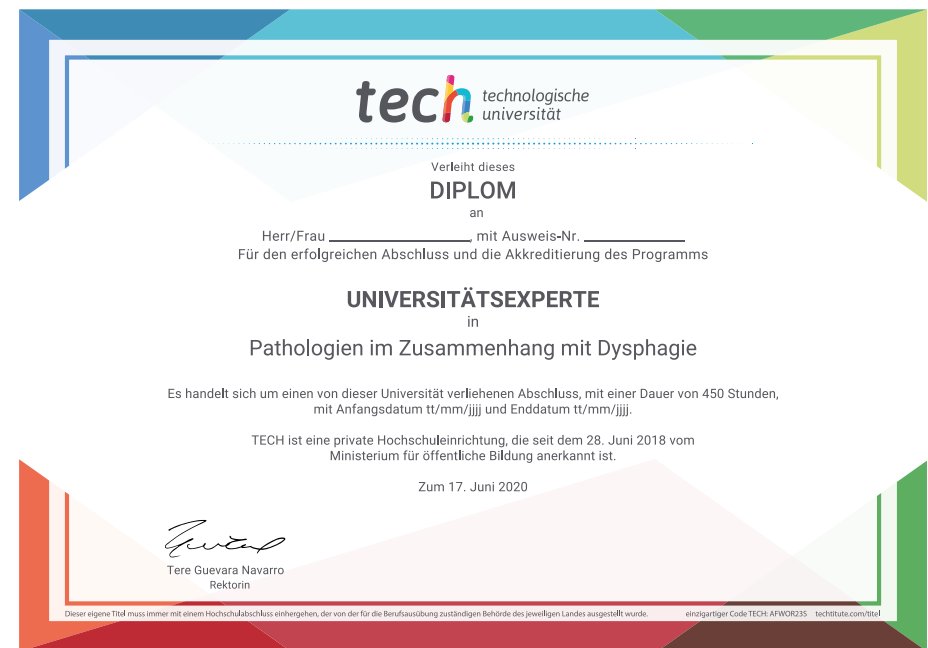 tech technologische
universität
Verleiht dieses
DIPLOM
an
Herr/Frau ____________________, mit Ausweis-Nr. ______________
Für den erfolgreichen Abschluss und die Akkreditierung des Programms
UNIVERSITÄTSEXPERTE
in
Pathologien im Zusammenhang mit Dysphagie
Es handelt sich um einen von dieser Universität verliehenen Abschluss, mit einer Dauer von 450 Stunden,
mit Anfangsdatum tt/mm/jjjj und Enddatum tt/mm/jjjj.
TECH ist eine private Hochschuleinrichtung, die seit dem 28. Juni 2018 vom
Ministerium für öffentliche Bildung anerkannt ist.
Zum 17. Juni 2020
Tere Guevara Navarro
Rektorin
Dieser eigene Titel muss immer mit einem Hochschulabschluss einhergehen, der von der für die Berufsausübung zuständigen Behörde des jeweiligen Landes ausgestellt wurde. einzigartiger Code TECH: AFWOR23S techtitute.com/titel